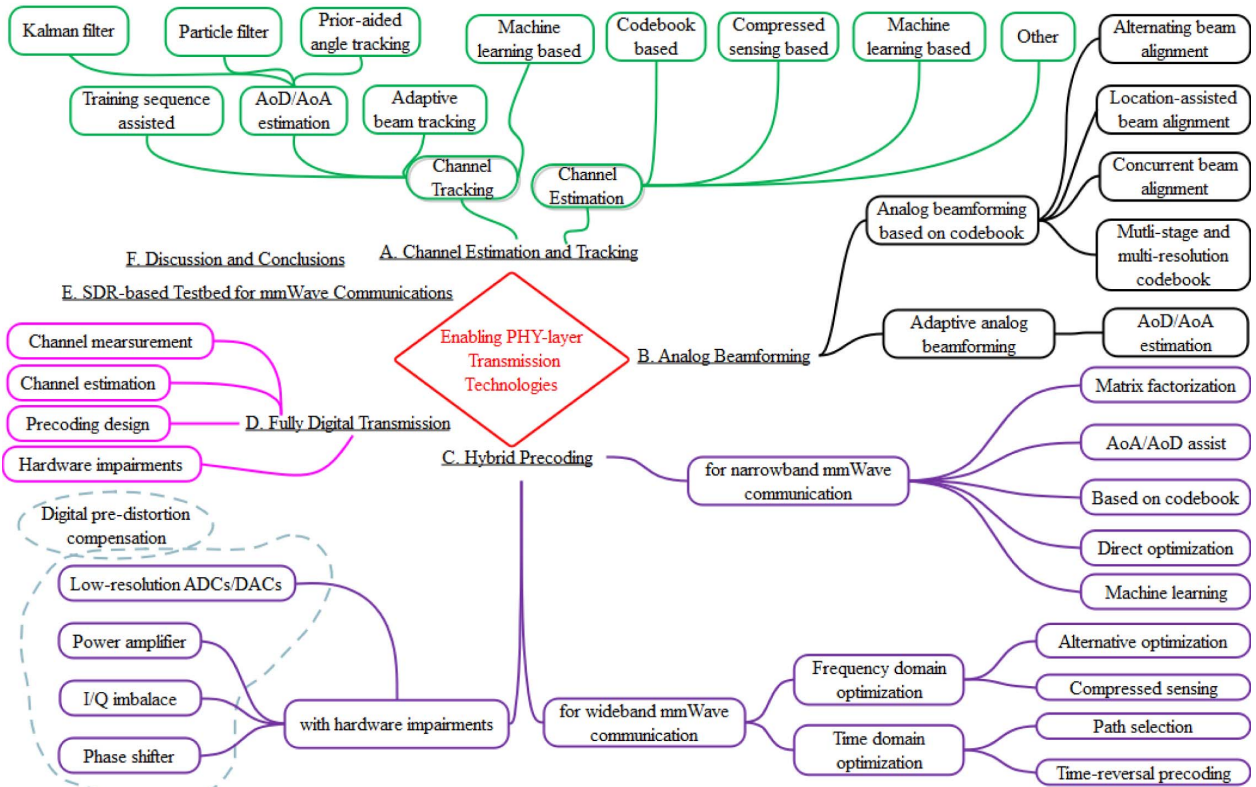 Kalman filter
Particle filter
Prior-aided
angle tracking
Machine
learning based
Codebook
based
Compressed
sensing based
Machine
learning based
Other
Training sequence
assisted
AoD/AoA
estimation
Adaptive
beam tracking
Channel
Tracking
Channel
Estimation
A. Channel Estimation and Tracking
F. Discussion and Conclusions
E. SDR-based Testbed for mmWave Communications
Enabling PHY-layer
Transmission
Technologies
B. Analog Beamforming
Analog beamforming
based on codebook
Alternating beam
alignment
Location-assisted
beam alignment
Concurrent beam
alignment
Mutli-stage and
multi-resolution
codebook
Adaptive analog
beamforming
AoD/AoA
estimation
Channel mearsurement
Channel estimation
Precoding design
Hardware impairments
D. Fully Digital Transmission
C. Hybrid Precoding
for narrowband mmWave
communication
Matrix factorization
AoA/AoD assist
Based on codebook
Direct optimization
Machine learning
Digital pre-distortion
compensation
Low-resolution ADCs/DACs
Power amplifier
I/Q imbalace
Phase shifter
with hardware impairments
for wideband mmWave
communication
Frequency domain
optimization
Alternative optimization
Compressed sensing
Time domain
optimization
Path selection
Time-reversal precoding